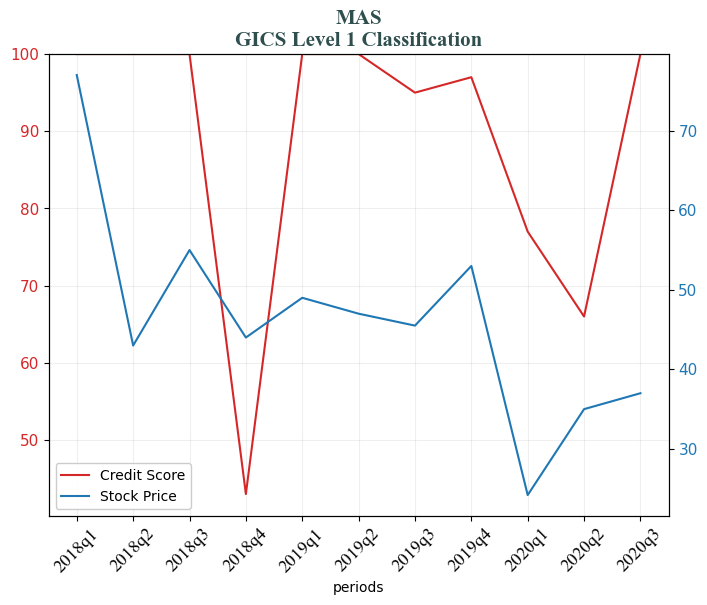 MAS
GICS Level 1 Classification
100
90
80
70
60
50
70
60
50
40
30
Credit Score
Stock Price
2018q1
2018q2
2018q3
2018q4
2019q1
2019q2
2019q3
2019q4
2020q1
2020q2
2020q3
periods